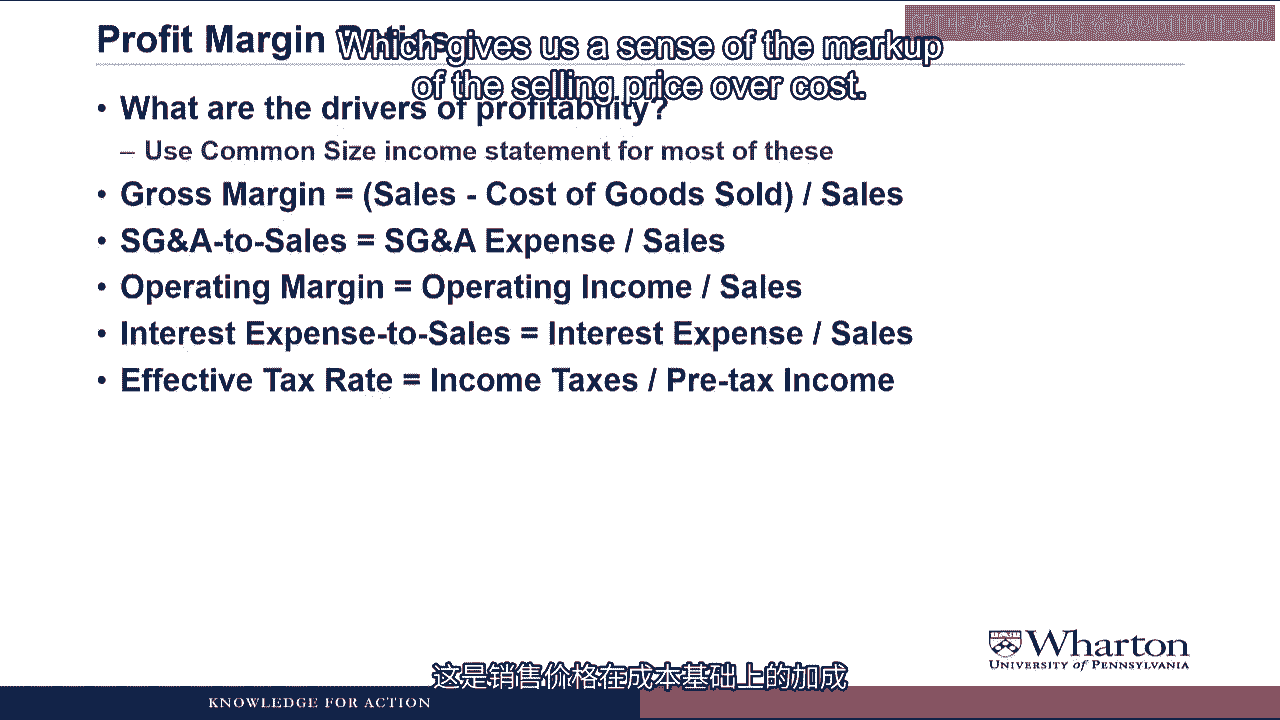 Profit Margin Ratios
Which gives us a sense of the markup
of the selling price over cost.
• What are the drivers of profitability?
– Use Common Size income statement for most of these
• Gross Margin = (Sales - Cost of Goods Sold) / Sales
• SG&A-to-Sales = SG&A Expense / Sales
• Operating Margin = Operating Income / Sales
• Interest Expense-to-Sales = Interest Expense / Sales
• Effective Tax Rate = Income Taxes / Pre-tax Income
Wharton
UNIVERSITY of PENNSYLVANIA
这是销售价格在成本基础上的加成
KNOWLEDGE FOR ACTION